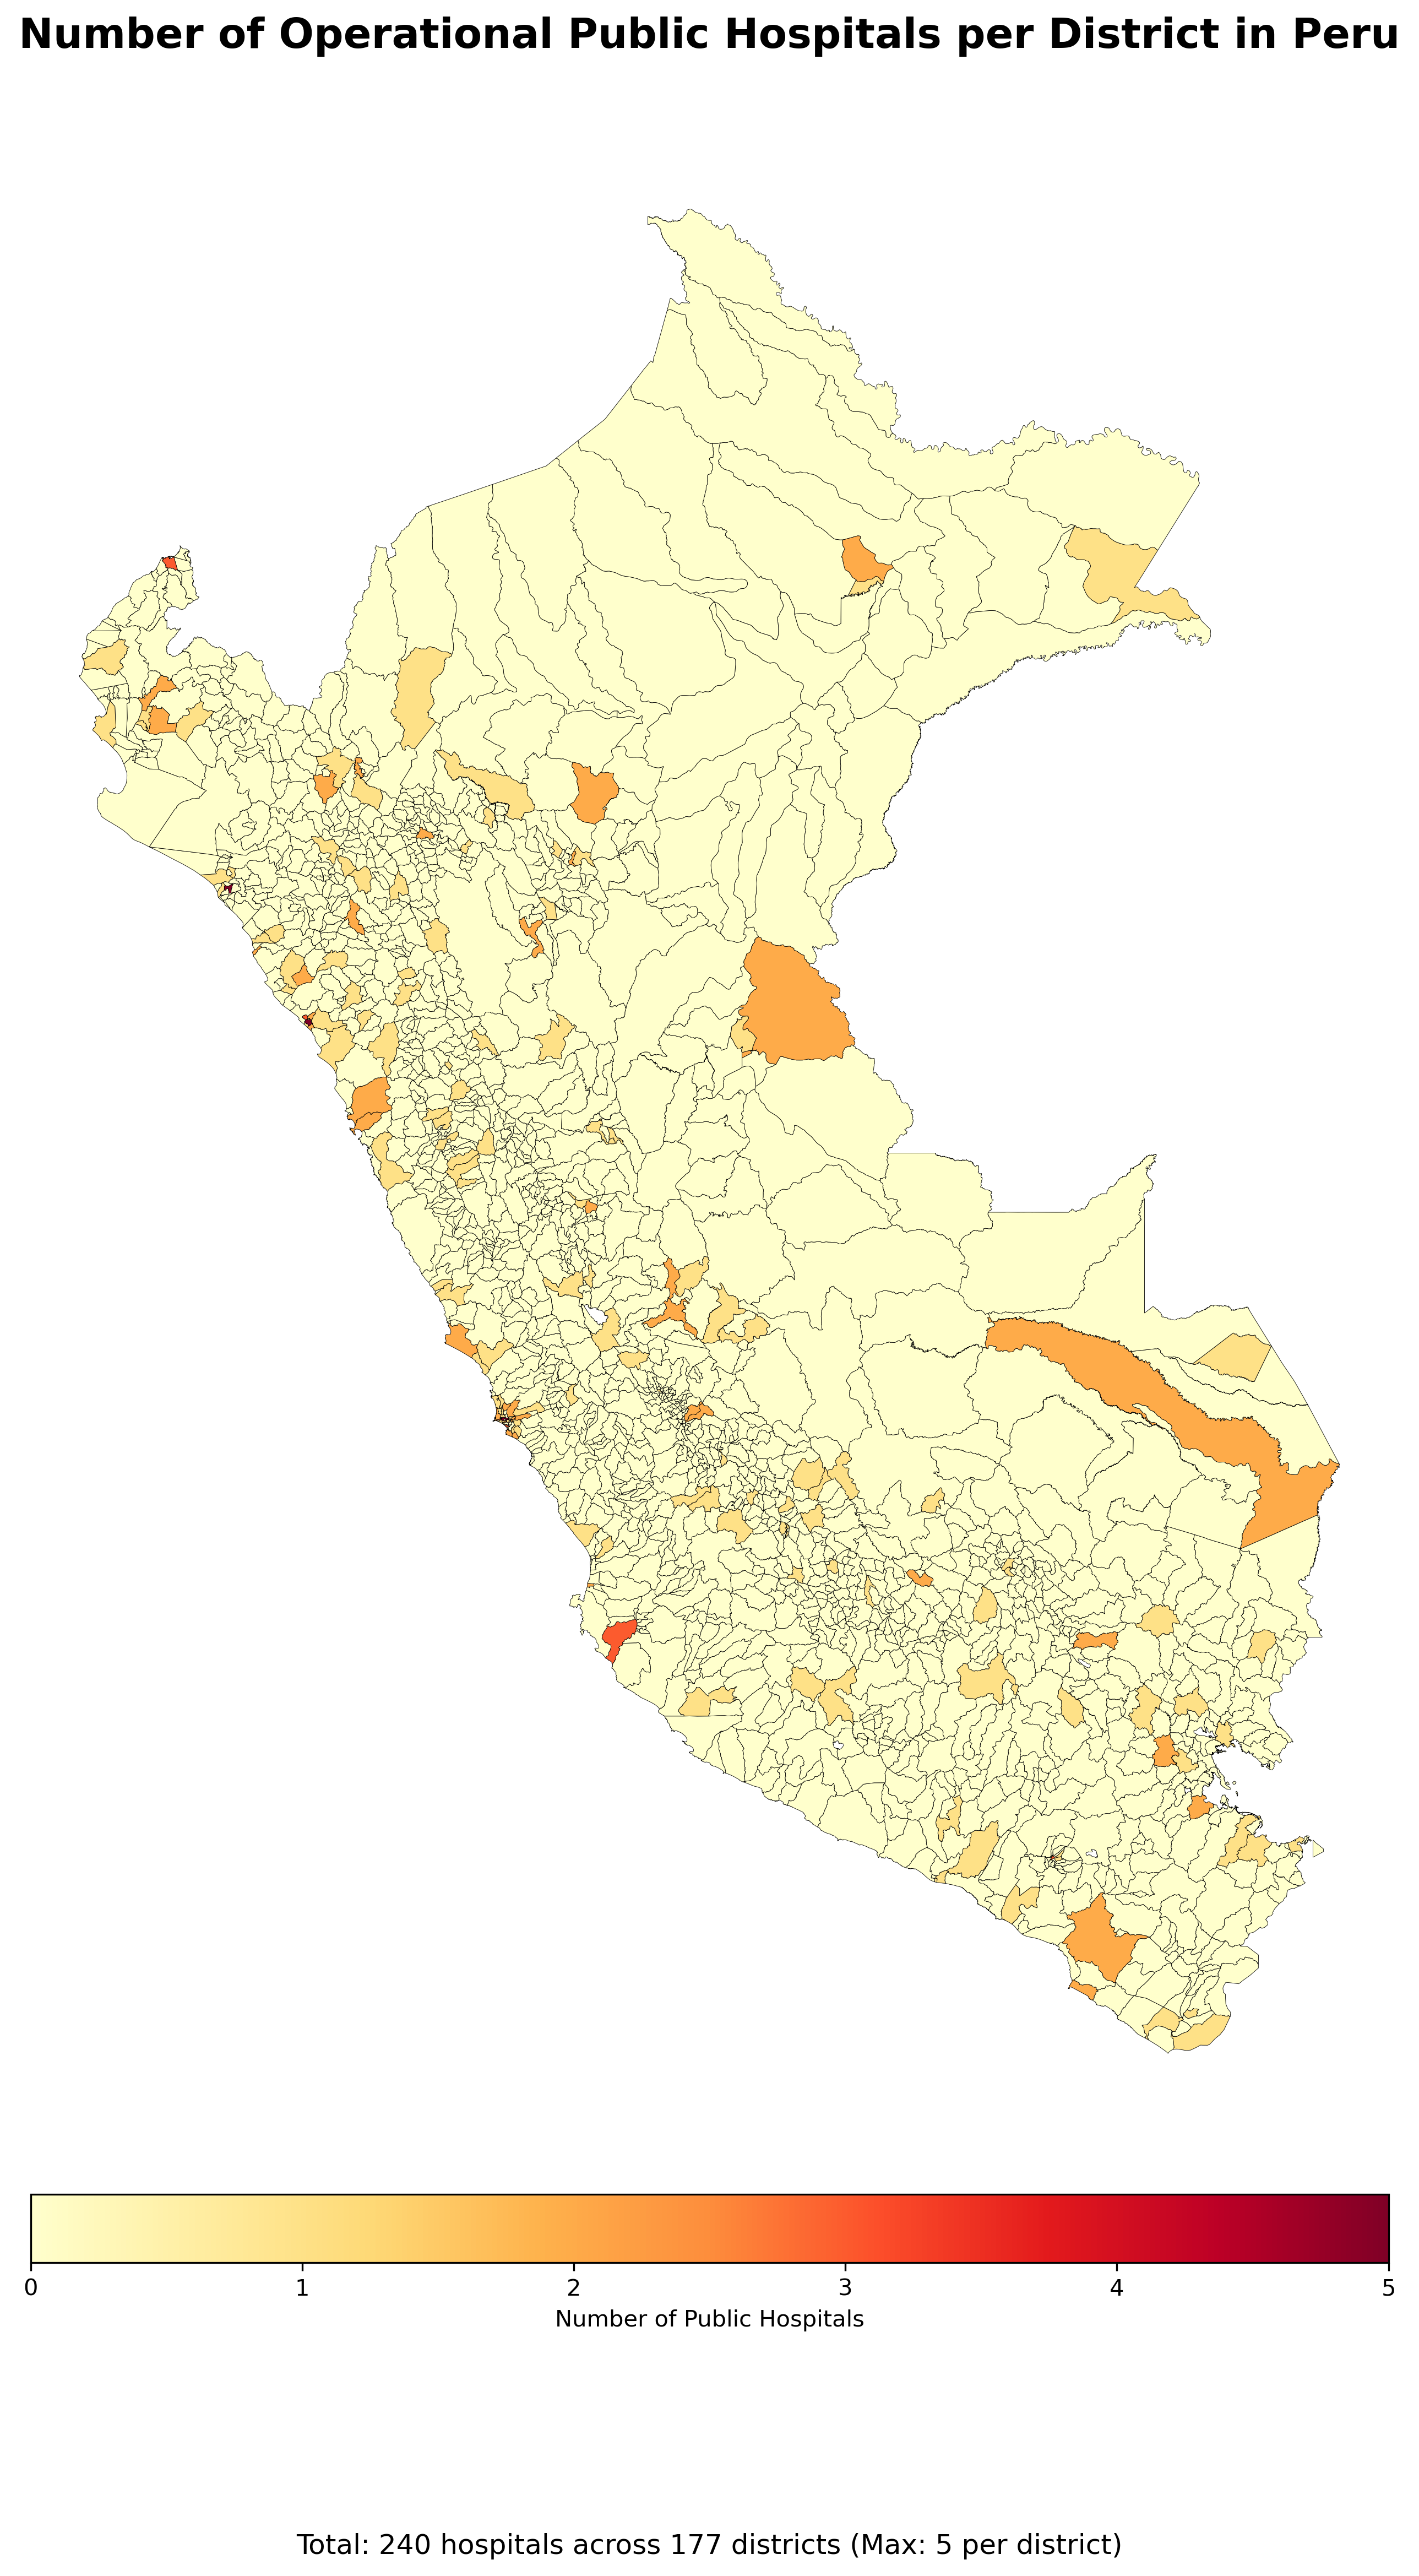 Number of Operational Public Hospitals per District in Peru
0 1 2 3 4 5
Number of Public Hospitals
Total: 240 hospitals across 177 districts (Max: 5 per district)